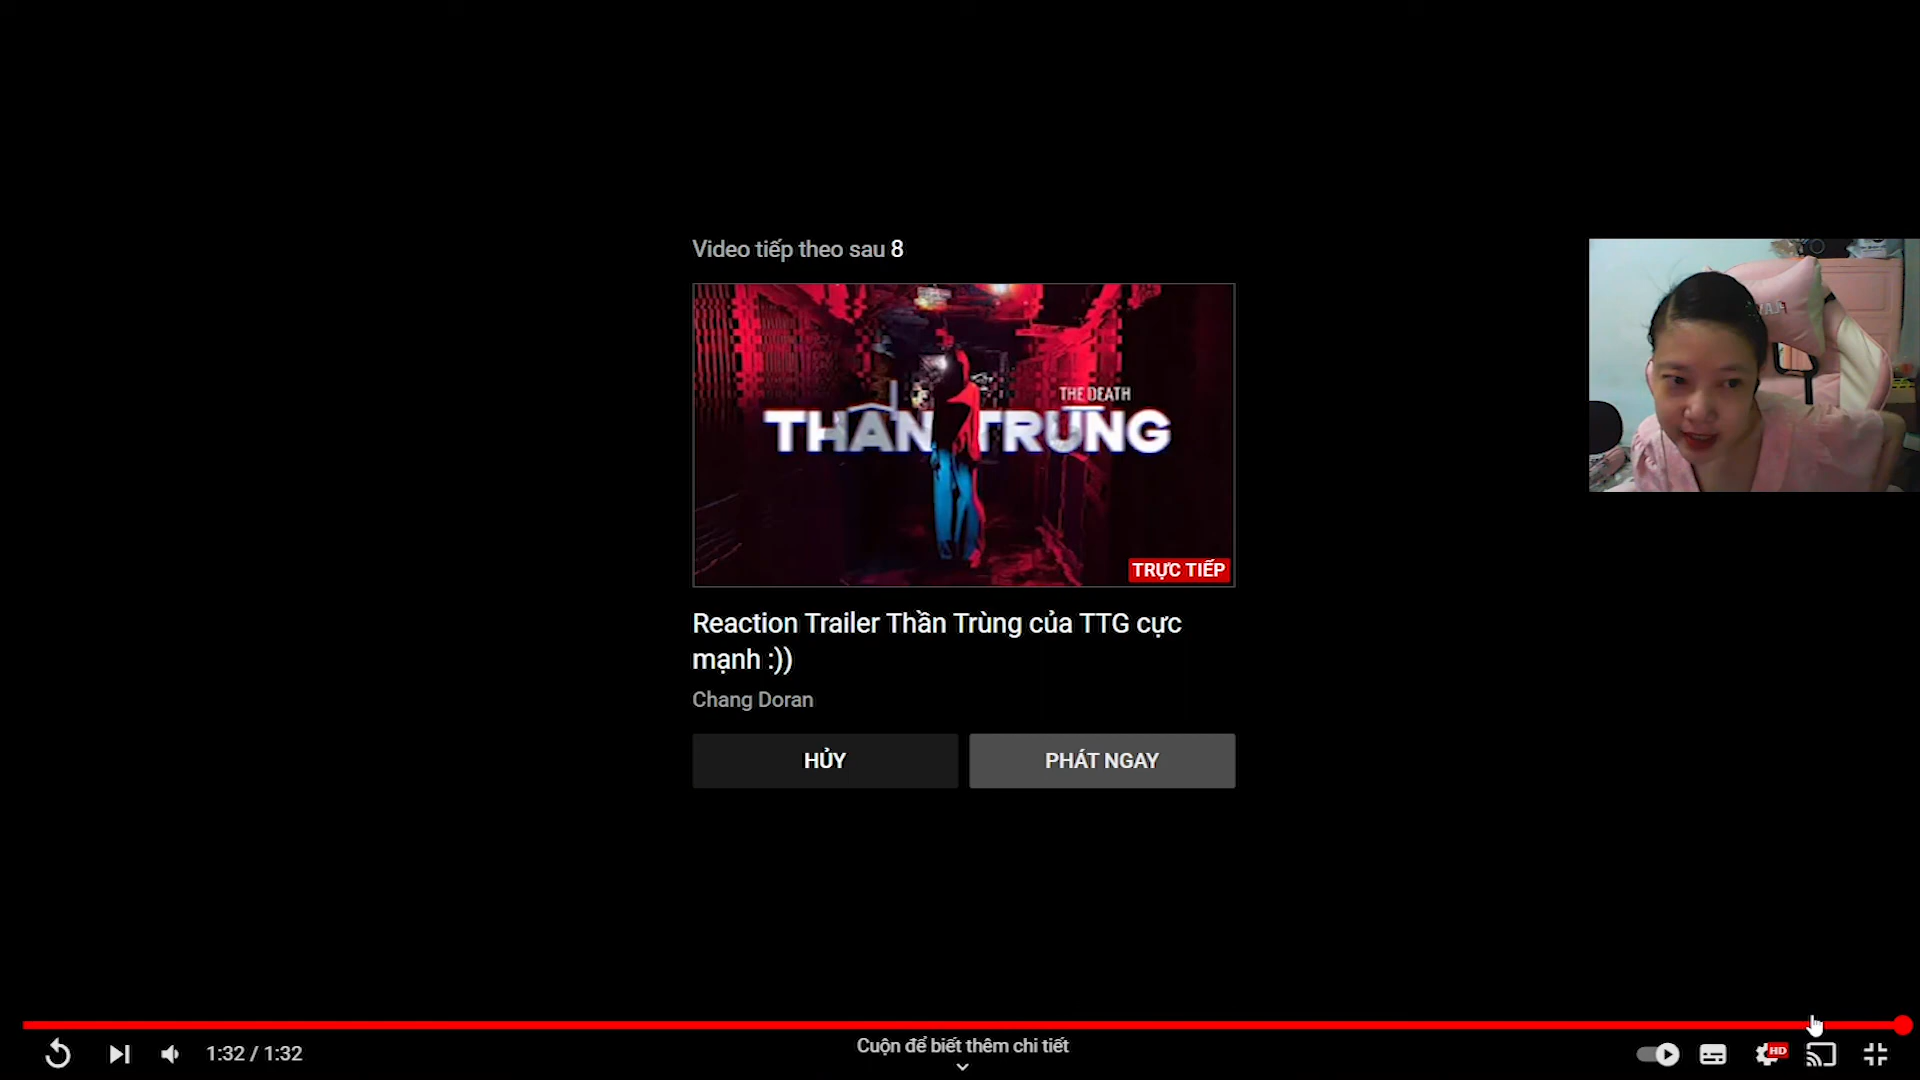 Video tiếp theo sau 8
THE DEATH
THẦN TRÙNG
TRỰC TIẾP
Reaction Trailer Thần Trùng của TTG cực
mạnh :))
Chang Doran
HỦY
PHÁT NGAY
1:32 / 1:32
Cuộn để biết thêm chi tiết
HD